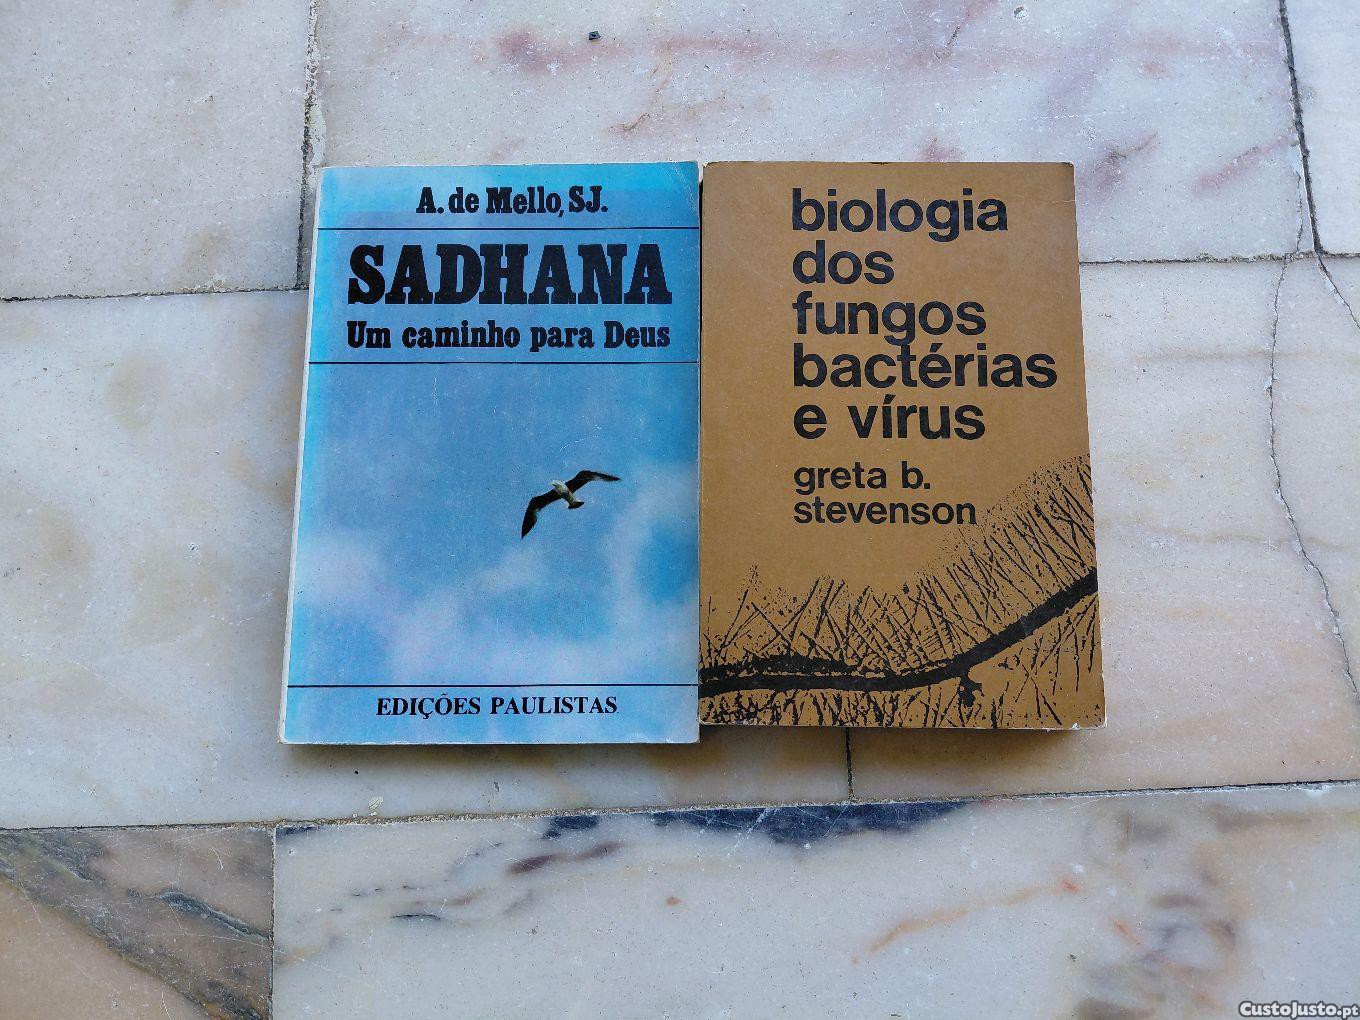 A. de Mello, SJ.
SADHANA
Um caminho para Deus
EDIÇÕES PAULISTAS
biologia
dos
fungos
bactérias
e vírus
greta b.
stevenson
CustoJusto.pt